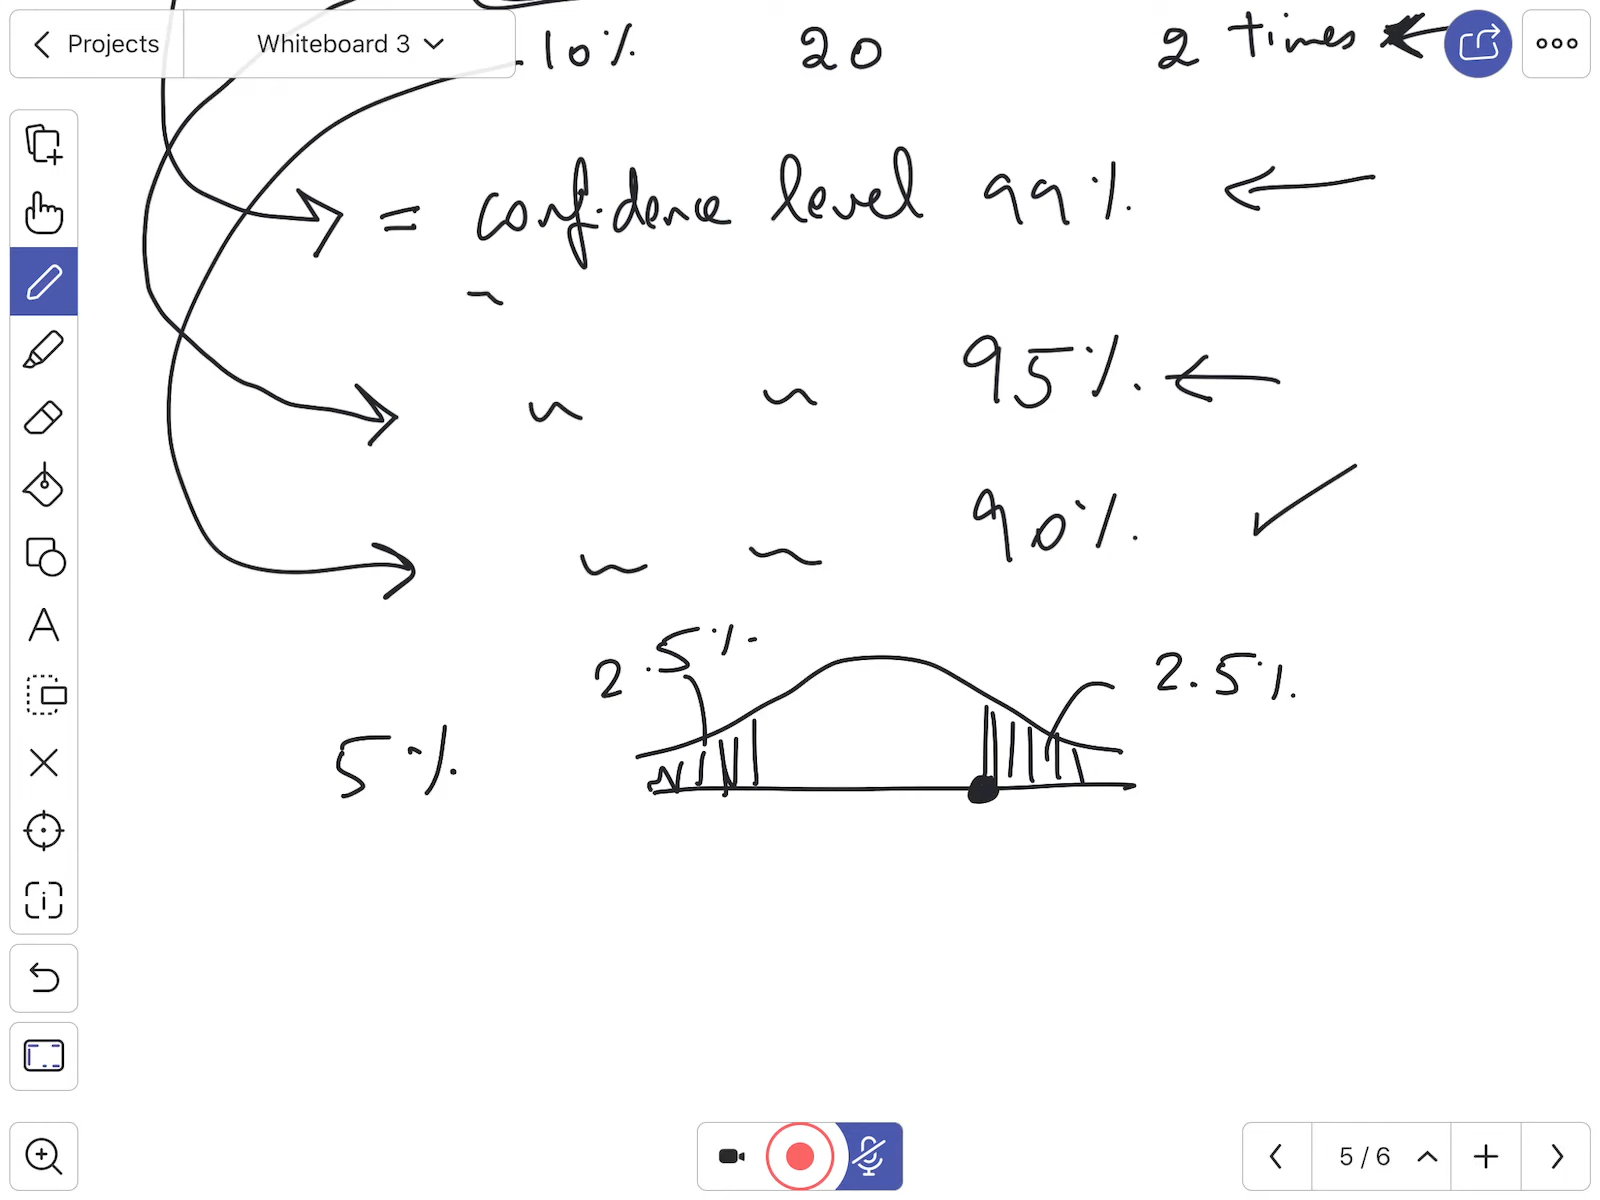 Projects Whiteboard 3
10% 20 2 times
= confidence level 99%.
~ ~ 95%.
~ ~ 90%.
2.5%
2.5%.
5%.
A
5 / 6